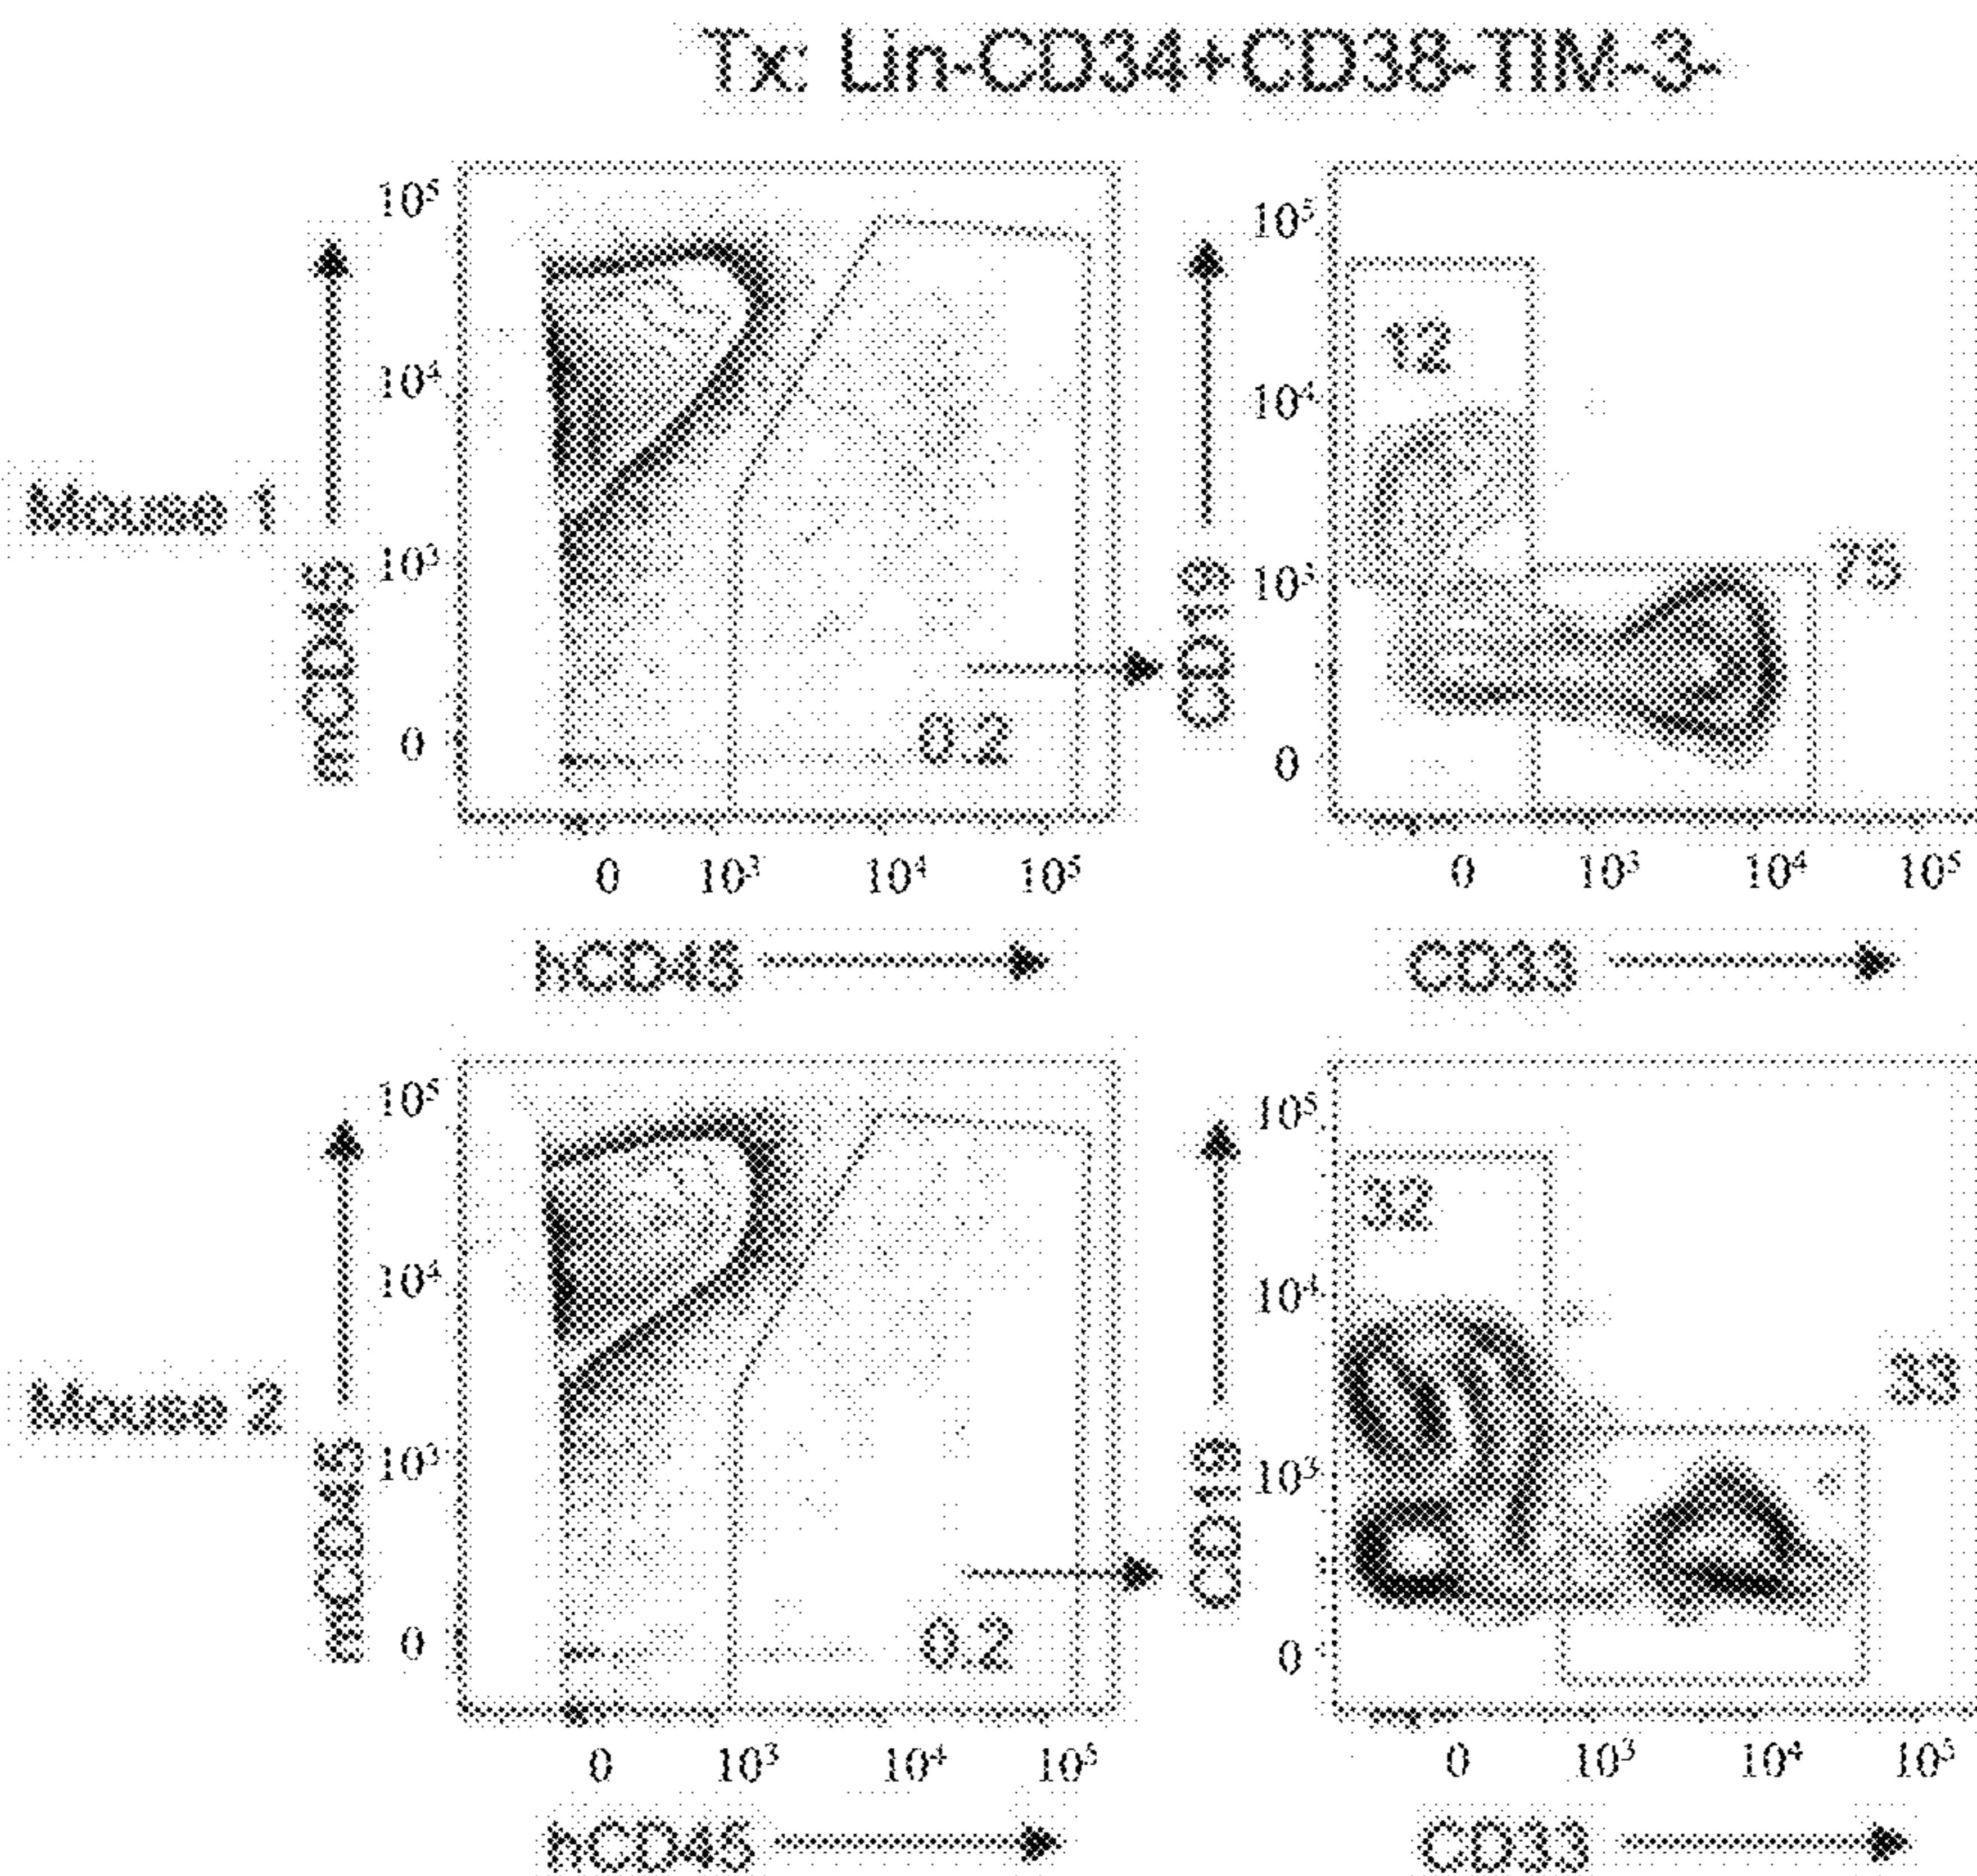 Tx: Lin-CD34+CD38-TIM-3-
Mouse 1
mCD45
10⁵
10⁴
10³
0
0.2
0 10³ 10⁴ 10⁵
hCD45
CD19
10⁵
10⁴
10³
0
12
75
0 10³ 10⁴ 10⁵
CD33
Mouse 2
mCD45
10⁵
10⁴
10³
0
0.2
0 10³ 10⁴ 10⁵
hCD45
CD19
10⁵
10⁴
10³
0
32
33
0 10³ 10⁴ 10⁵
CD33